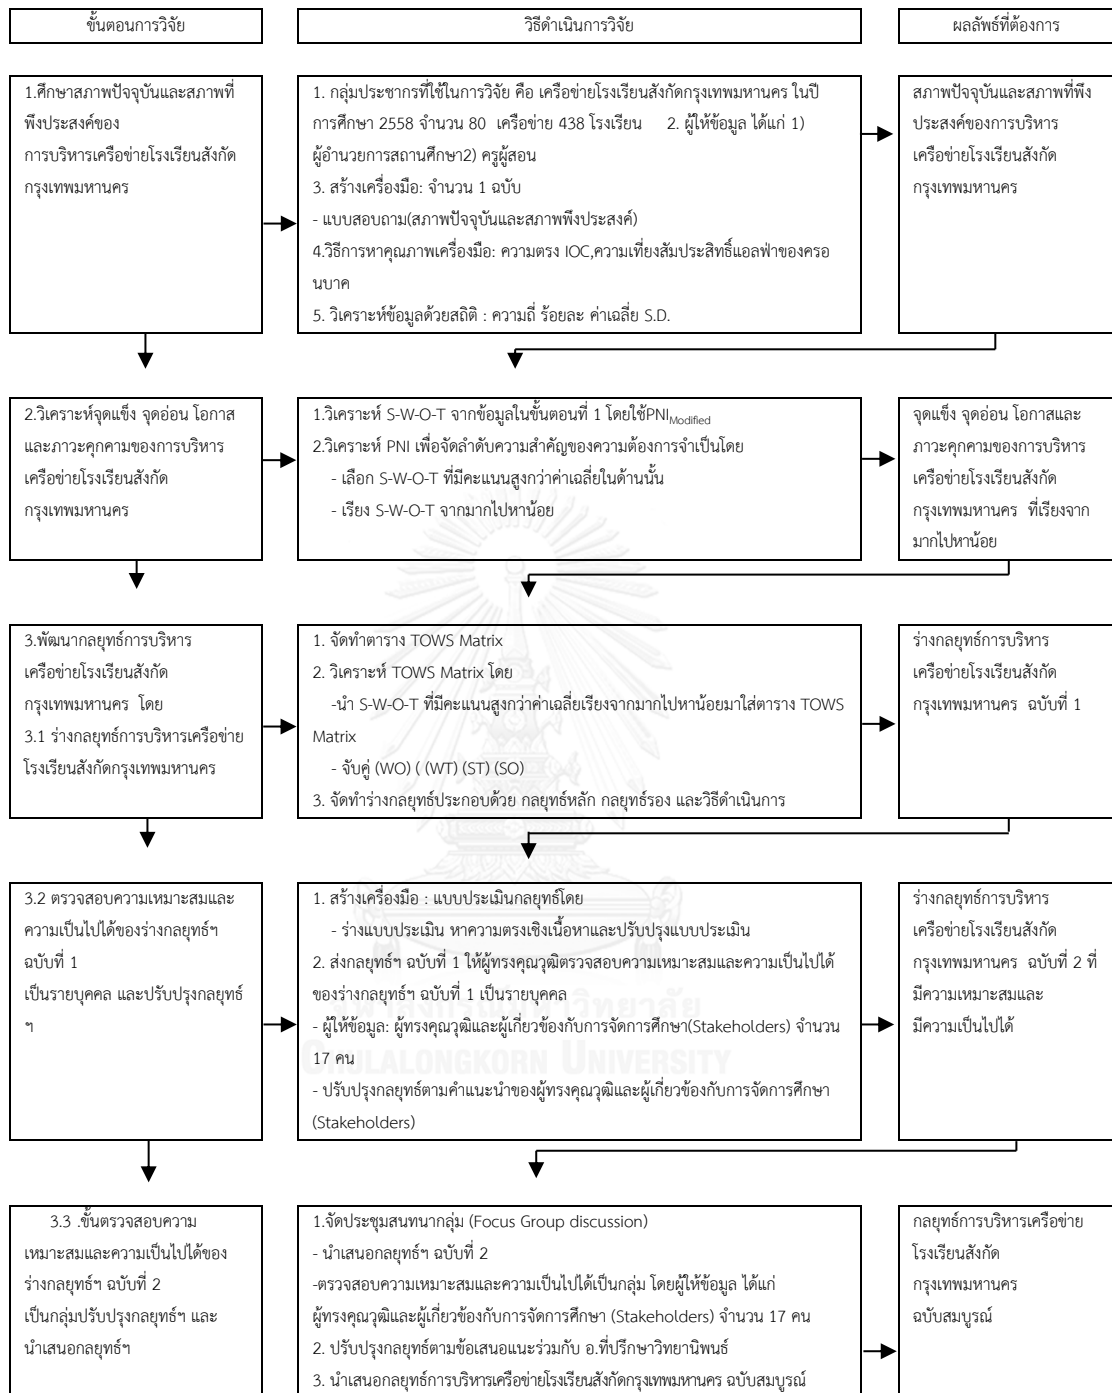 ขั้นตอนการวิจัย
วิธีดำเนินการวิจัย
ผลลัพธ์ที่ต้องการ
1.ศึกษาสภาพปัจจุบันและสภาพที่
พึงประสงค์ของ
การบริหารเครือข่ายโรงเรียนสังกัด
กรุงเทพมหานคร
1. กลุ่มประชากรที่ใช้ในการวิจัย คือ เครือข่ายโรงเรียนสังกัดกรุงเทพมหานคร ในปี
การศึกษา 2558 จำนวน 80 เครือข่าย 438 โรงเรียน 2. ผู้ให้ข้อมูล ได้แก่ 1)
ผู้อำนวยการสถานศึกษา2) ครูผู้สอน
3. สร้างเครื่องมือ: จำนวน 1 ฉบับ
- แบบสอบถาม(สภาพปัจจุบันและสภาพพึงประสงค์)
4.วิธีการหาคุณภาพเครื่องมือ: ความตรง IOC,ความเที่ยงสัมประสิทธิ์แอลฟ่าของครอ
นบาค
5. วิเคราะห์ข้อมูลด้วยสถิติ : ความถี่ ร้อยละ ค่าเฉลี่ย S.D.
สภาพปัจจุบันและสภาพที่พึง
ประสงค์ของการบริหาร
เครือข่ายโรงเรียนสังกัด
กรุงเทพมหานคร
2.วิเคราะห์จุดแข็ง จุดอ่อน โอกาส
และภาวะคุกคามของการบริหาร
เครือข่ายโรงเรียนสังกัด
กรุงเทพมหานคร
1.วิเคราะห์ S-W-O-T จากข้อมูลในขั้นตอนที่ 1 โดยใช้PNIModified
2.วิเคราะห์ PNI เพื่อจัดลำดับความสำคัญของความต้องการจำเป็นโดย
- เลือก S-W-O-T ที่มีคะแนนสูงกว่าค่าเฉลี่ยในด้านนั้น
- เรียง S-W-O-T จากมากไปหาน้อย
จุดแข็ง จุดอ่อน โอกาสและ
ภาวะคุกคามของการบริหาร
เครือข่ายโรงเรียนสังกัด
กรุงเทพมหานคร ที่เรียงจาก
มากไปหาน้อย
3.พัฒนากลยุทธ์การบริหาร
เครือข่ายโรงเรียนสังกัด
กรุงเทพมหานคร โดย
3.1 ร่างกลยุทธ์การบริหารเครือข่าย
โรงเรียนสังกัดกรุงเทพมหานคร
1. จัดทำตาราง TOWS Matrix
2. วิเคราะห์ TOWS Matrix โดย
-นำ S-W-O-T ที่มีคะแนนสูงกว่าค่าเฉลี่ยเรียงจากมากไปหาน้อยมาใส่ตาราง TOWS
Matrix
- จับคู่ (WO) ( (WT) (ST) (SO)
3. จัดทำร่างกลยุทธ์ประกอบด้วย กลยุทธ์หลัก กลยุทธ์รอง และวิธีดำเนินการ
ร่างกลยุทธ์การบริหาร
เครือข่ายโรงเรียนสังกัด
กรุงเทพมหานคร ฉบับที่ 1
3.2 ตรวจสอบความเหมาะสมและ
ความเป็นไปได้ของร่างกลยุทธ์ฯ
ฉบับที่ 1
เป็นรายบุคคล และปรับปรุงกลยุทธ์
ฯ
1. สร้างเครื่องมือ : แบบประเมินกลยุทธ์โดย
- ร่างแบบประเมิน หาความตรงเชิงเนื้อหาและปรับปรุงแบบประเมิน
2. ส่งกลยุทธ์ฯ ฉบับที่ 1 ให้ผู้ทรงคุณวุฒิตรวจสอบความเหมาะสมและความเป็นไปได้
ของร่างกลยุทธ์ฯ ฉบับที่ 1 เป็นรายบุคคล
- ผู้ให้ข้อมูล: ผู้ทรงคุณวุฒิและผู้เกี่ยวข้องกับการจัดการศึกษา(Stakeholders) จำนวน
17 คน
CHULALONGKORN UNIVERSITY
- ปรับปรุงกลยุทธ์ตามคำแนะนำของผู้ทรงคุณวุฒิและผู้เกี่ยวข้องกับการจัดการศึกษา
(Stakeholders)
ร่างกลยุทธ์การบริหาร
เครือข่ายโรงเรียนสังกัด
กรุงเทพมหานคร ฉบับที่ 2 ที่
มีความเหมาะสมและ
มีความเป็นไปได้
3.3 .ขั้นตรวจสอบความ
เหมาะสมและความเป็นไปได้ของ
ร่างกลยุทธ์ฯ ฉบับที่ 2
เป็นกลุ่มปรับปรุงกลยุทธ์ฯ และ
นำเสนอกลยุทธ์ฯ
1.จัดประชุมสนทนากลุ่ม (Focus Group discussion)
- นำเสนอกลยุทธ์ฯ ฉบับที่ 2
-ตรวจสอบความเหมาะสมและความเป็นไปได้เป็นกลุ่ม โดยผู้ให้ข้อมูล ได้แก่
ผู้ทรงคุณวุฒิและผู้เกี่ยวข้องกับการจัดการศึกษา (Stakeholders) จำนวน 17 คน
2. ปรับปรุงกลยุทธ์ตามข้อเสนอแนะร่วมกับ อ.ที่ปรึกษาวิทยานิพนธ์
3. นำเสนอกลยุทธ์การบริหารเครือข่ายโรงเรียนสังกัดกรุงเทพมหานคร ฉบับสมบูรณ์
กลยุทธ์การบริหารเครือข่าย
โรงเรียนสังกัด
กรุงเทพมหานคร
ฉบับสมบูรณ์